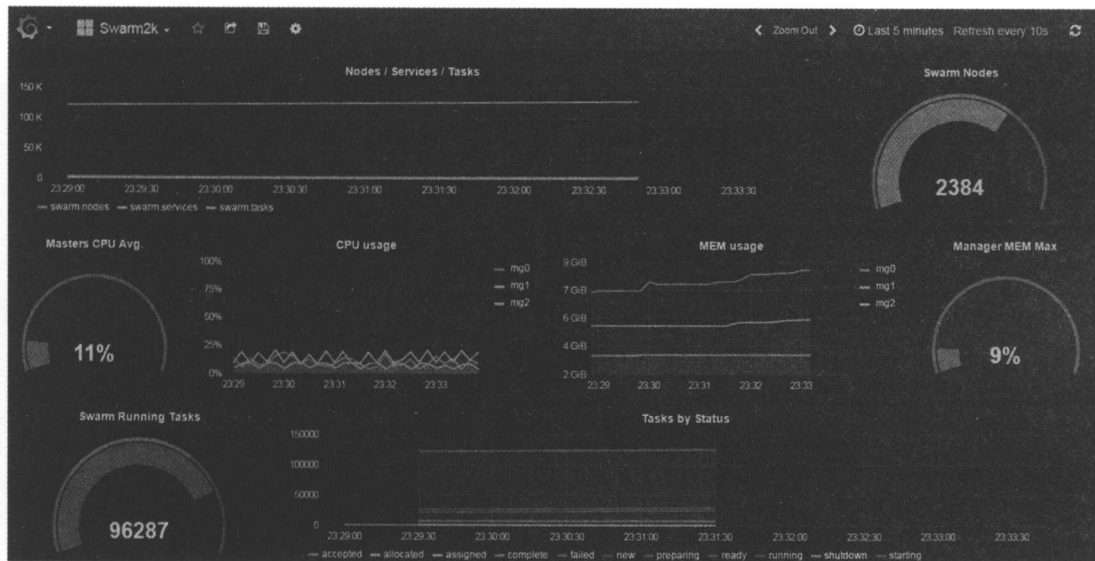 Swarm2k
Zoom Out
Last 5 minutes Refresh every 10s
Nodes / Services / Tasks
150 K
100 K
50 K
0
23:29:00 23:29:30 23:30:00 23:30:30 23:31:00 23:31:30 23:32:00 23:32:30 23:33:00 23:33:30
swarm.nodes swarm.services swarm.tasks
Swarm Nodes
2384
Masters CPU Avg.
11%
CPU usage
100%
75%
50%
25%
0%
23:29 23:30 23:31 23:32 23:33
mg0
mg1
mg2
MEM usage
9 GiB
7 GiB
6 GiB
4 GiB
2 GiB
23:29 23:30 23:31 23:32 23:33
mg0
mg1
mg2
Manager MEM Max
9%
Swarm Running Tasks
96287
Tasks by Status
150000
100000
50000
0
23:29:00 23:29:30 23:30:00 23:30:30 23:31:00 23:31:30 23:32:00 23:32:30 23:33:00 23:33:30
accepted allocated assigned complete failed new preparing ready running shutdown starting